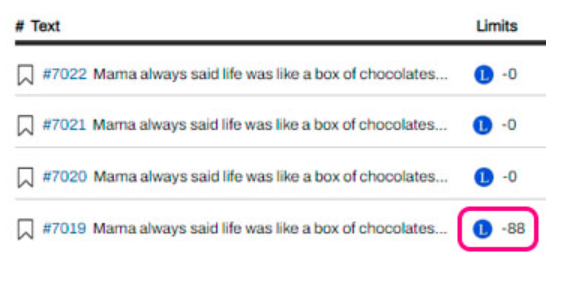 # Text Limits
#7022 Mama always said life was like a box of chocolates... L -0
#7021 Mama always said life was like a box of chocolates... L -0
#7020 Mama always said life was like a box of chocolates... L -0
#7019 Mama always said life was like a box of chocolates... L -88